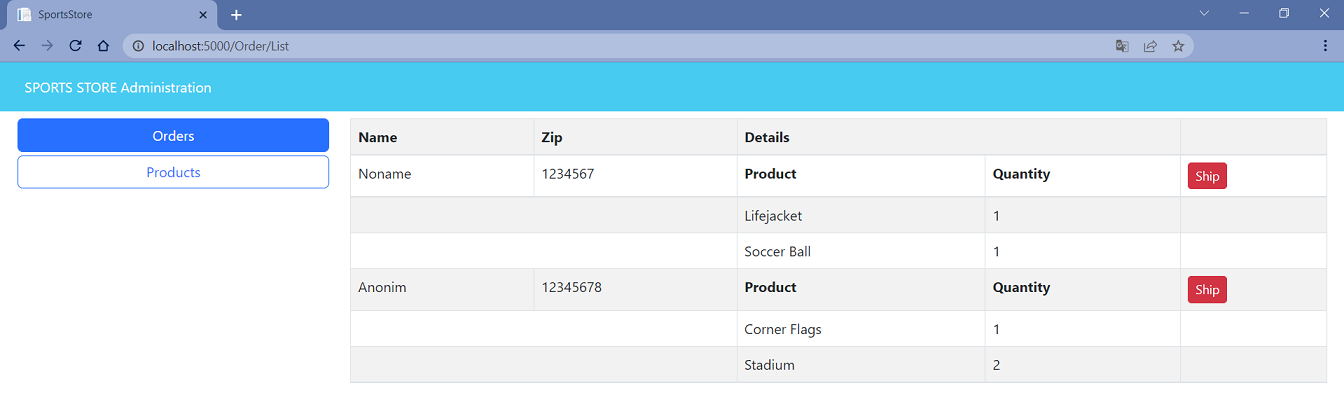 SportsStore
localhost:5000/Order/List
SPORTS STORE Administration
Orders
Products
Name Zip Details
Noname 1234567 Product Quantity Ship
Lifejacket 1
Soccer Ball 1
Anonim 12345678 Product Quantity Ship
Corner Flags 1
Stadium 2